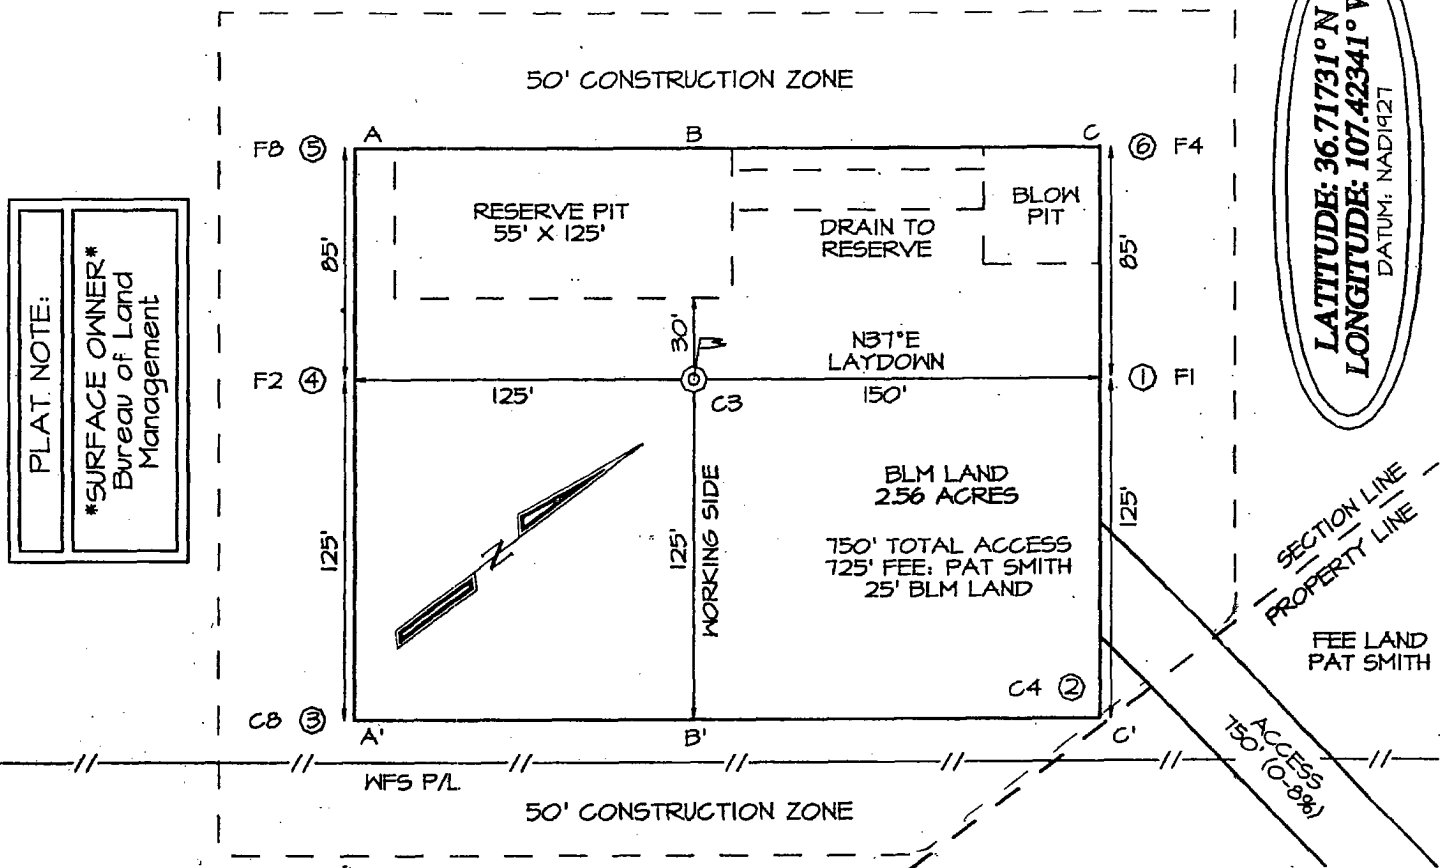 50' CONSTRUCTION ZONE
LATITUDE: 36.71731° N
LONGITUDE: 107.42341° W
DATUM: NAD1927
A
B
C
F8 ⑤
⑥ F4
PLAT NOTE:
*SURFACE OWNER*
Bureau of Land
Management
RESERVE PIT
55' X 125'
BLOW
PIT
DRAIN TO
RESERVE
85'
85'
30'
N37°E
LAYDOWN
F2 ④
① F1
125'
C3
150'
WORKING SIDE
125'
125'
125'
N
BLM LAND
2.56 ACRES
750' TOTAL ACCESS
725' FEE: PAT SMITH
25' BLM LAND
SECTION LINE
PROPERTY LINE
FEE LAND
PAT SMITH
C4 ②
C8 ③
A'
B'
C'
ACCESS
750' (0-8%)
WFS P/L
50' CONSTRUCTION ZONE